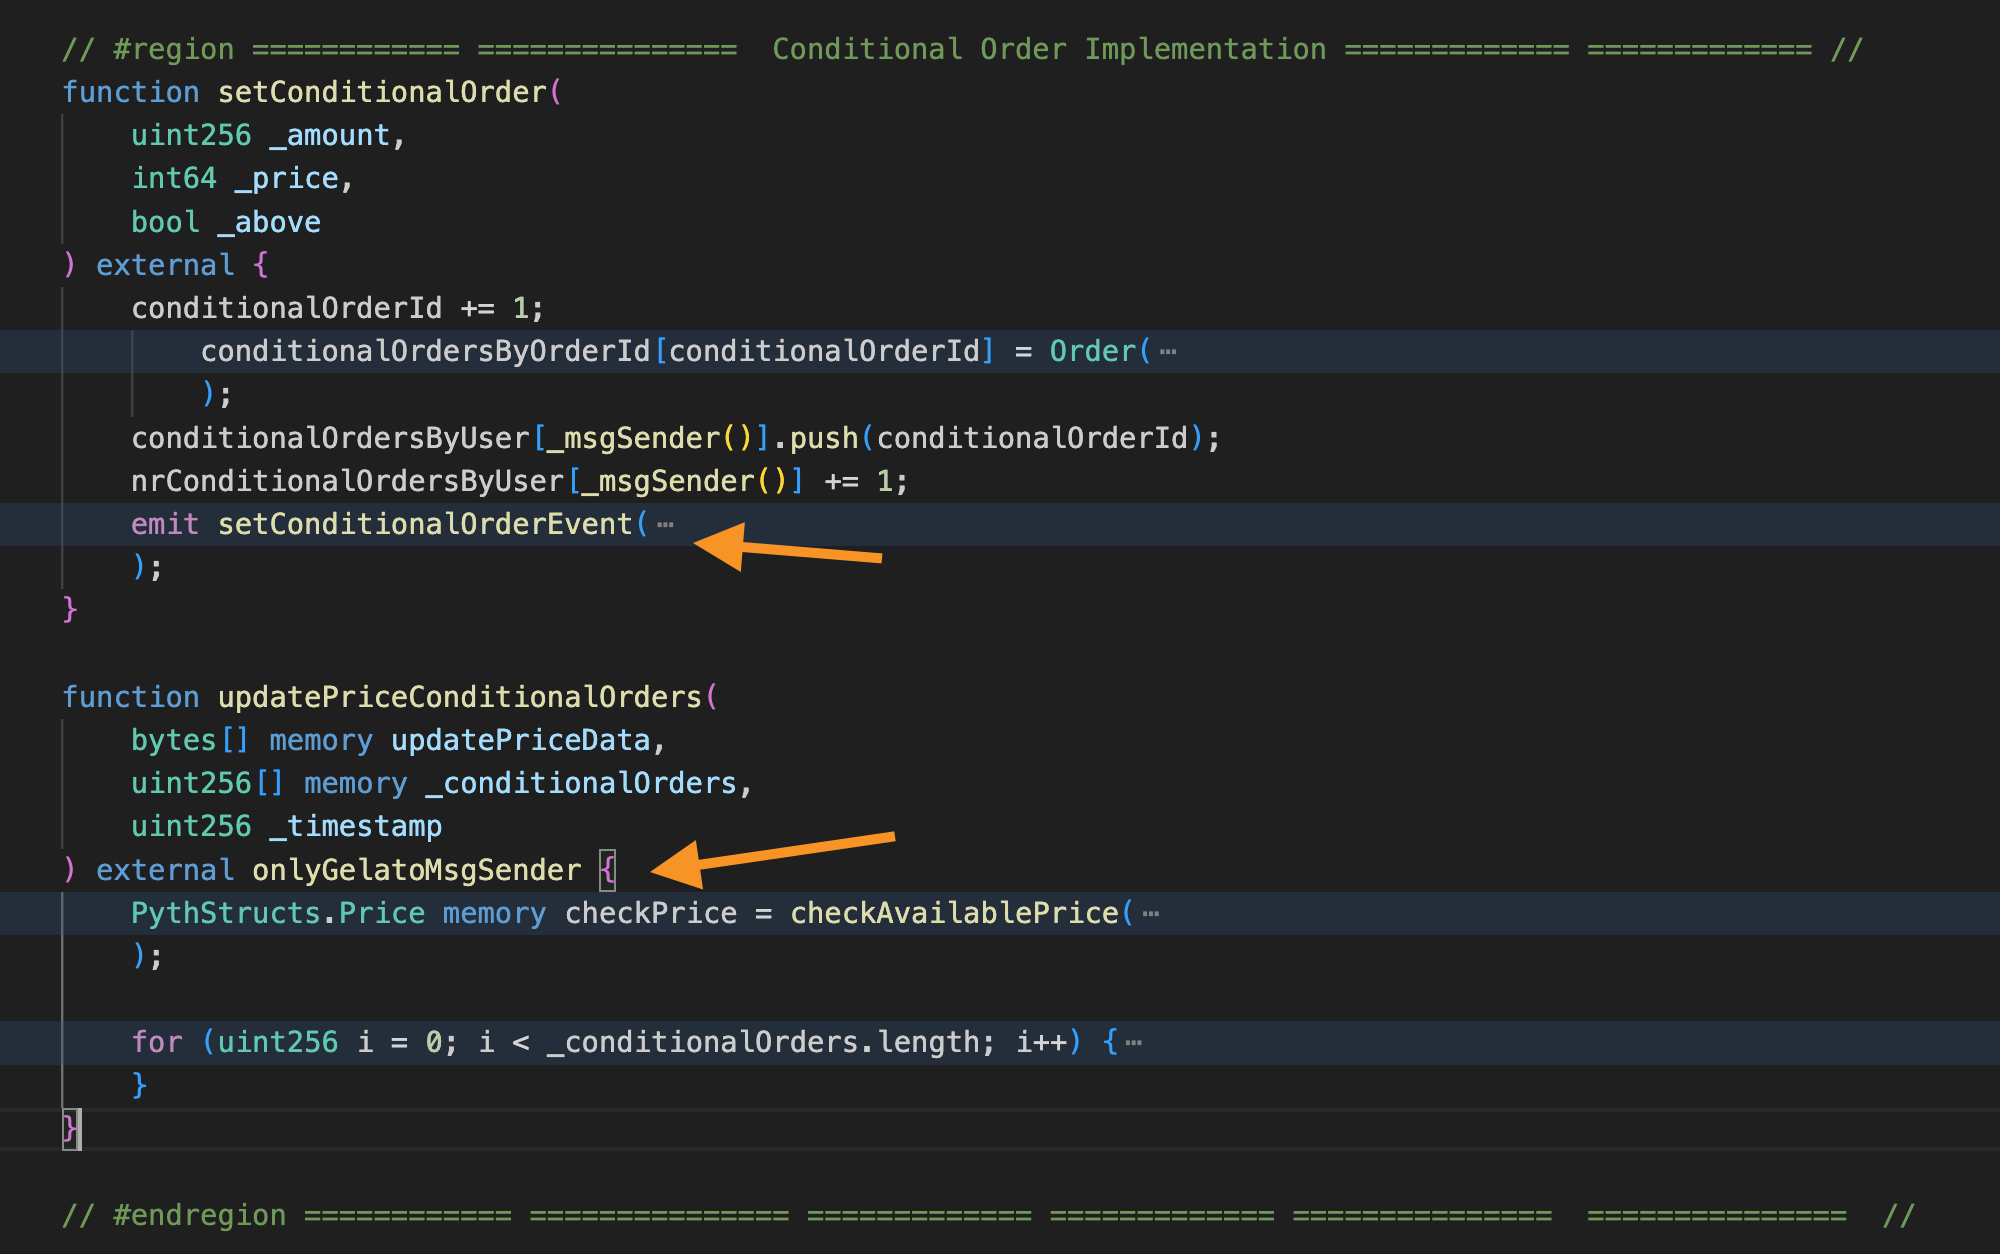 // #region ============ ===============  Conditional Order Implementation ============= ============= //
function setConditionalOrder(
    uint256 _amount,
    int64 _price,
    bool _above
) external {
    conditionalOrderId += 1;
        conditionalOrdersByOrderId[conditionalOrderId] = Order(…
        );
    conditionalOrdersByUser[_msgSender()].push(conditionalOrderId);
    nrConditionalOrdersByUser[_msgSender()] += 1;
    emit setConditionalOrderEvent(…
    );
}
function updatePriceConditionalOrders(
    bytes[] memory updatePriceData,
    uint256[] memory _conditionalOrders,
    uint256 _timestamp
) external onlyGelatoMsgSender {
    PythStructs.Price memory checkPrice = checkAvailablePrice(…
    );
    for (uint256 i = 0; i < _conditionalOrders.length; i++) {…
    }
}
// #endregion ============ =============== ============= ============= ===============  ===============  //